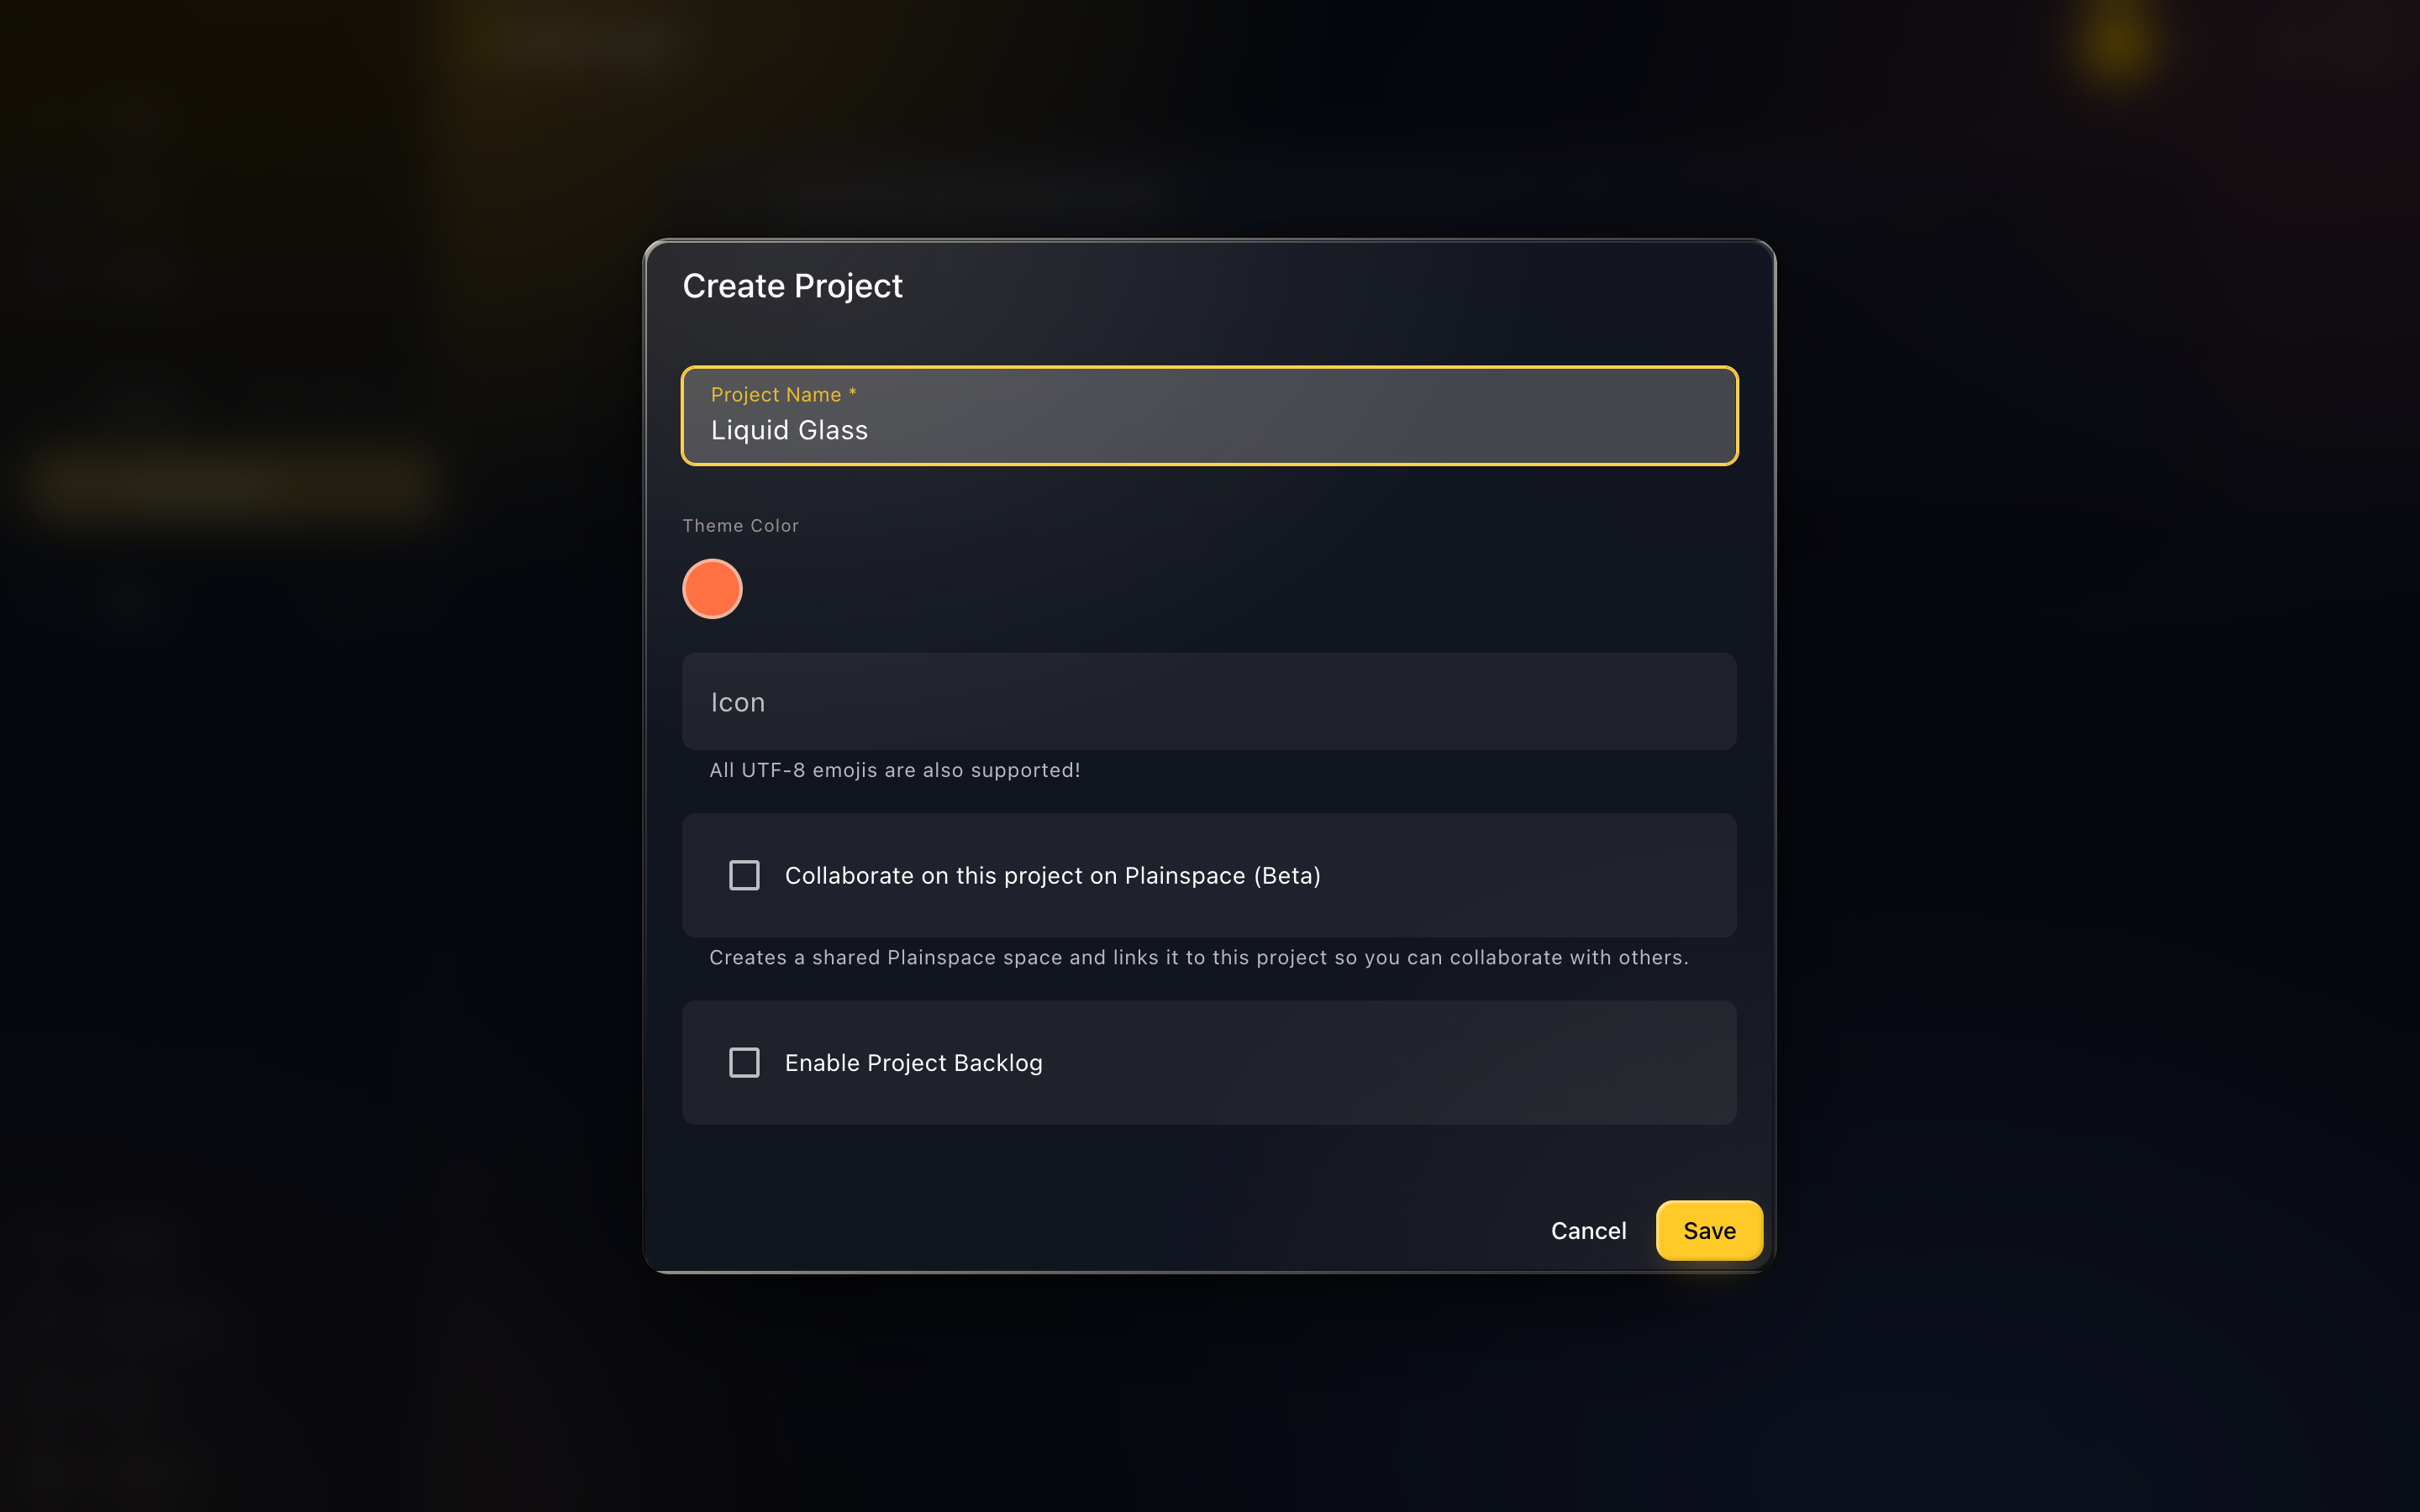 Create Project
Project Name *
Liquid Glass
Theme Color
Icon
All UTF-8 emojis are also supported!
Collaborate on this project on Plainspace (Beta)
Creates a shared Plainspace space and links it to this project so you can collaborate with others.
Enable Project Backlog
Cancel
Save